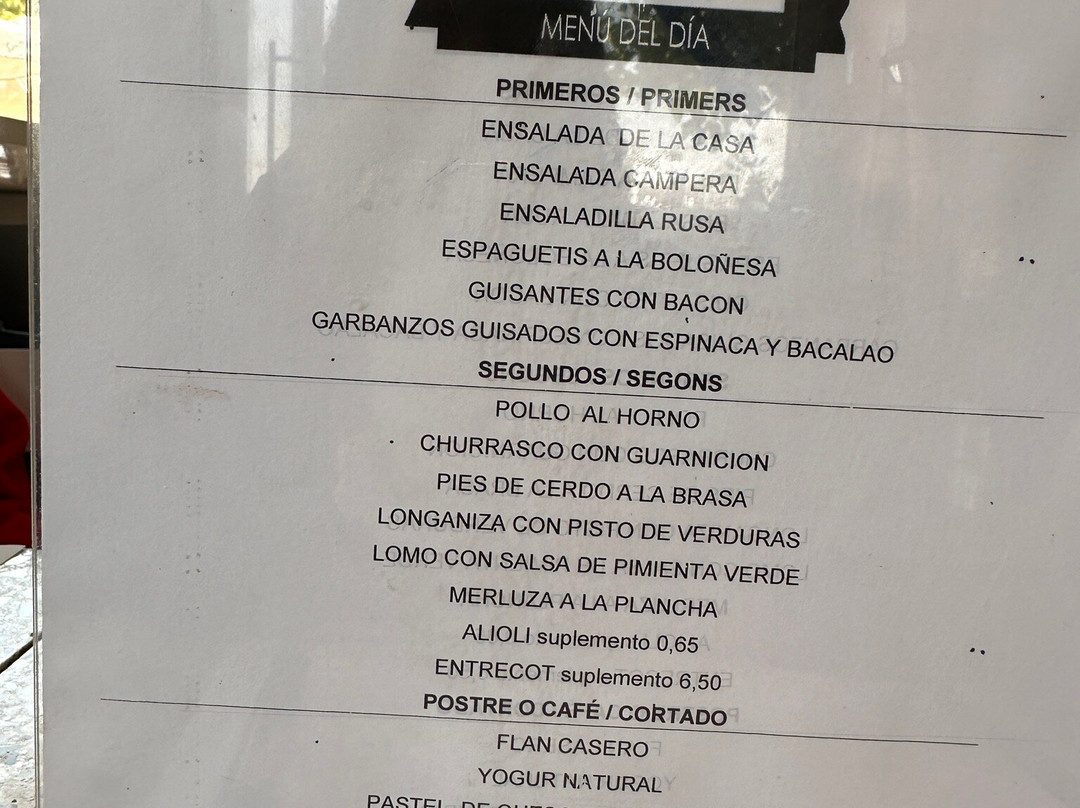 MENÚ DEL DÍA
PRIMEROS / PRIMERS
ENSALADA DE LA CASA
ENSALADA CAMPERA
ENSALADILLA RUSA
ESPAGUETIS A LA BOLOÑESA
GUISANTES CON BACON
GARBANZOS GUISADOS CON ESPINACA Y BACALAO
SEGUNDOS / SEGONS
POLLO AL HORNO
CHURRASCO CON GUARNICION
PIES DE CERDO A LA BRASA
LONGANIZA CON PISTO DE VERDURAS
LOMO CON SALSA DE PIMIENTA VERDE
MERLUZA A LA PLANCHA
ALIOLI suplemento 0,65
ENTRECOT suplemento 6,50
POSTRE O CAFÉ / CORTADO
FLAN CASERO
YOGUR NATURAL
PASTEL DE